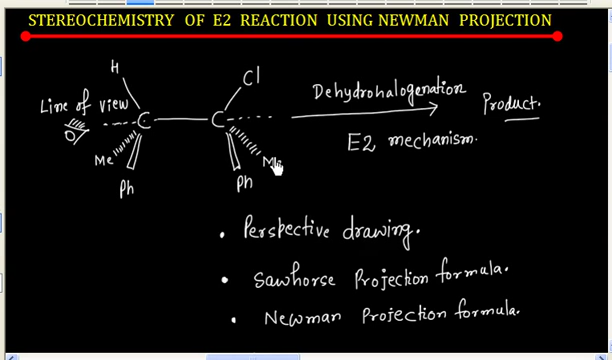 STEREOCHEMISTRY OF E2 REACTION USING NEWMAN PROJECTION
H
Cl
Line of view
Dehydrohalogenation
Product.
C
C
E2 mechanism.
Me
Me
Ph
Ph
• Perspective drawing.
• Sawhorse Projection formula.
• Newman Projection formula.